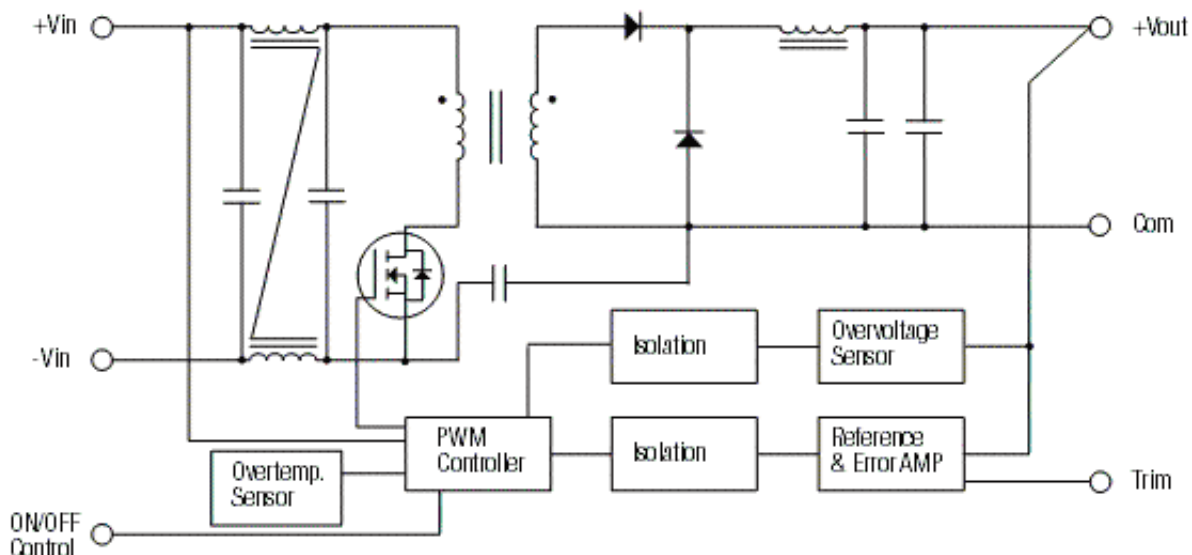 +Vin
+Vout
Com
-Vin
Isolation
Overvoltage
Sensor
PWM
Controller
Isolation
Reference
& Error AMP
Overtemp.
Sensor
Trim
ON/OFF
Control